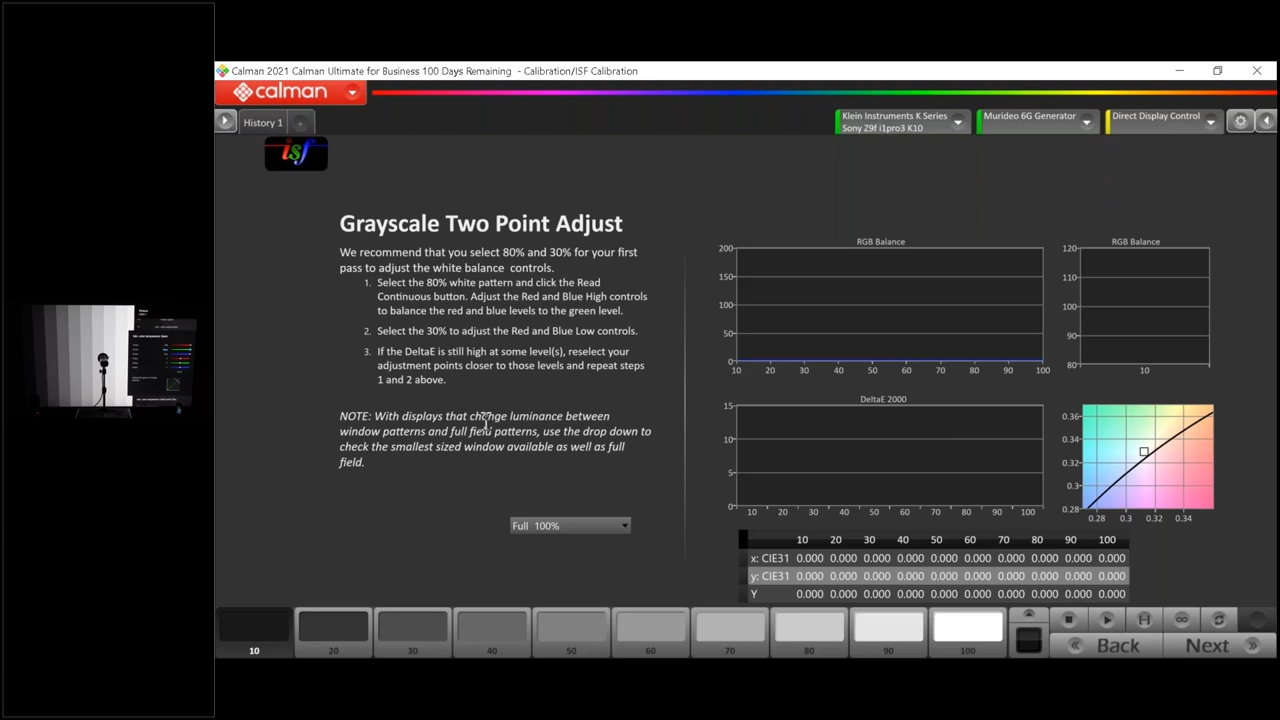 Calman 2021 Calman Ultimate for Business 100 Days Remaining  - Calibration/ISF Calibration
calman
History 1
Klein Instruments K Series
Sony Z9f i1pro3 K10
Murideo 6G Generator
Direct Display Control
isf
Grayscale Two Point Adjust
We recommend that you select 80% and 30% for your first
pass to adjust the white balance controls.
1. Select the 80% white pattern and click the Read
Continuous button. Adjust the Red and Blue High controls
to balance the red and blue levels to the green level.
2. Select the 30% to adjust the Red and Blue Low controls.
3. If the DeltaE is still high at some level(s), reselect your
adjustment points closer to those levels and repeat steps
1 and 2 above.
NOTE: With displays that change luminance between
window patterns and full field patterns, use the drop down to
check the smallest sized window available as well as full
field.
Full 100%
RGB Balance
200
150
100
50
0
10 20 30 40 50 60 70 80 90 100
RGB Balance
120
110
100
90
80
10
DeltaE 2000
15
10
5
0
10 20 30 40 50 60 70 80 90 100
0.36
0.34
0.32
0.3
0.28
0.28 0.3 0.32 0.34
10 20 30 40 50 60 70 80 90 100
x: CIE31 0.000 0.000 0.000 0.000 0.000 0.000 0.000 0.000 0.000 0.000
y: CIE31 0.000 0.000 0.000 0.000 0.000 0.000 0.000 0.000 0.000 0.000
Y 0.000 0.000 0.000 0.000 0.000 0.000 0.000 0.000 0.000 0.000
10 20 30 40 50 60 70 80 90 100
Back Next
Picture